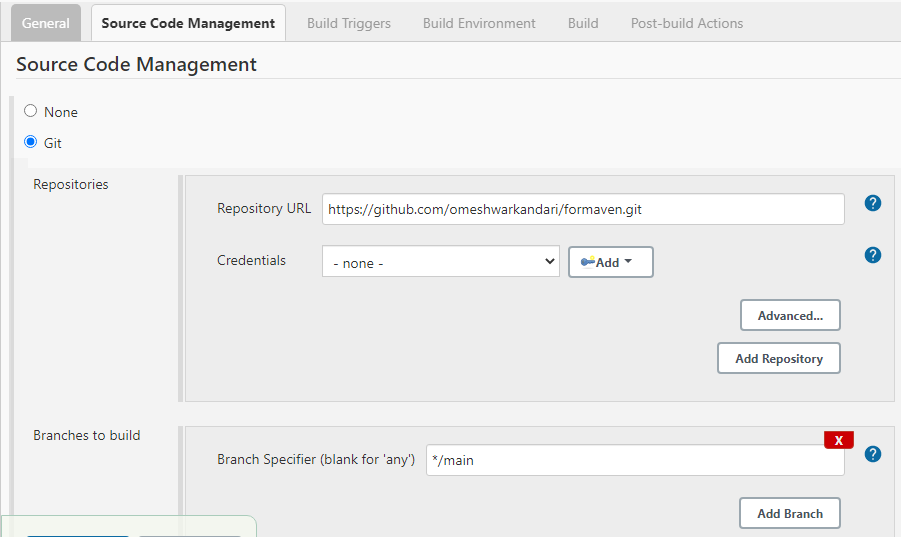 General Source Code Management Build Triggers Build Environment Build Post-build Actions
Source Code Management
None
Git
Repositories
Repository URL https://github.com/omeshwarkandari/formaven.git ?
Credentials - none - Add ?
Advanced...
Add Repository
Branches to build
X
Branch Specifier (blank for 'any') */main ?
Add Branch